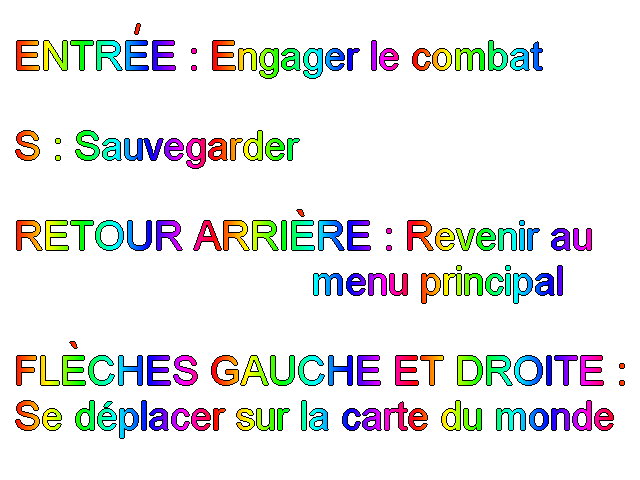 ENTRÉE : Engager le combat
S : Sauvegarder
RETOUR ARRIÈRE : Revenir au
menu principal
FLÈCHES GAUCHE ET DROITE :
Se déplacer sur la carte du monde